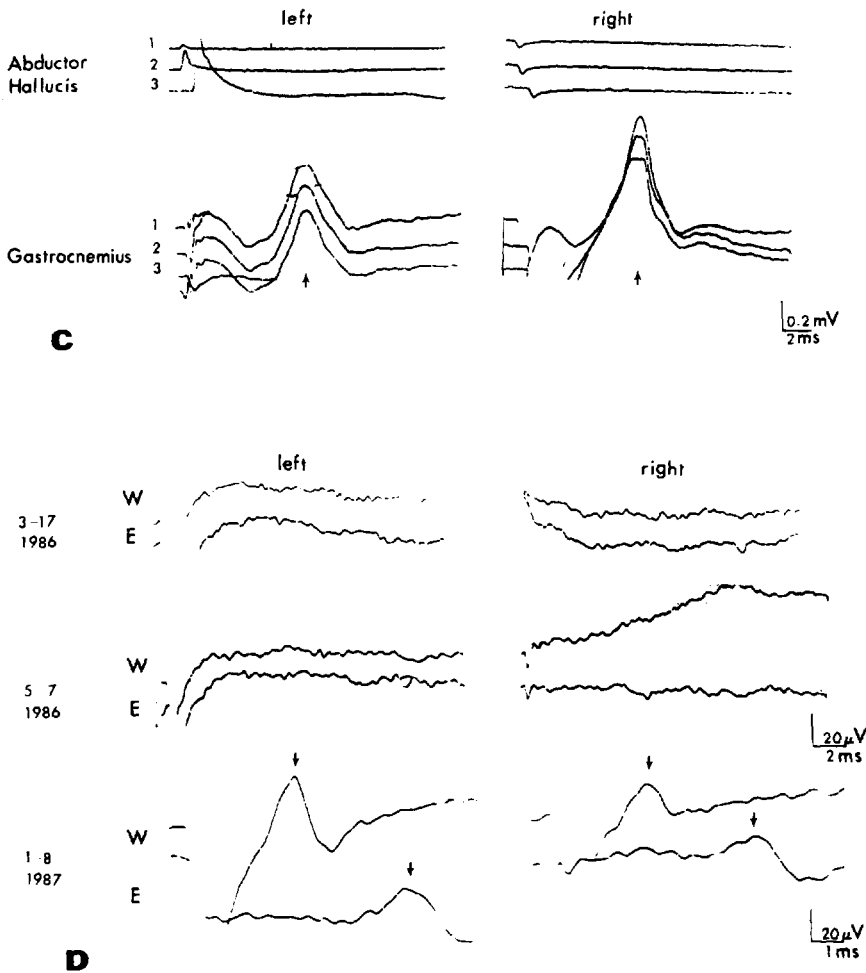 left right
Abductor
Hallucis
1
2
3
Gastrocnemius
1
2
3
0.2 mV
2 ms
C
left right
3-17
1986
W
E
5 7
1986
W
E
20 μV
2 ms
1-8
1987
W
E
20 μV
1 ms
D